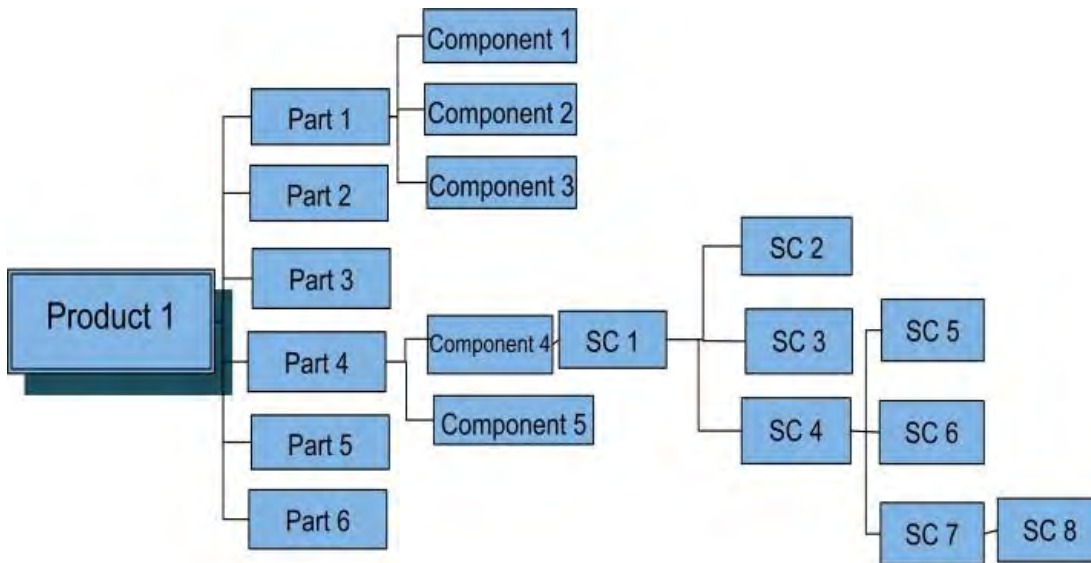 Component 1
Part 1
Component 2
Component 3
Part 2
SC 2
Part 3
Product 1
Component 4
SC 1
SC 3
SC 5
Part 4
Component 5
SC 4
SC 6
Part 5
Part 6
SC 7
SC 8